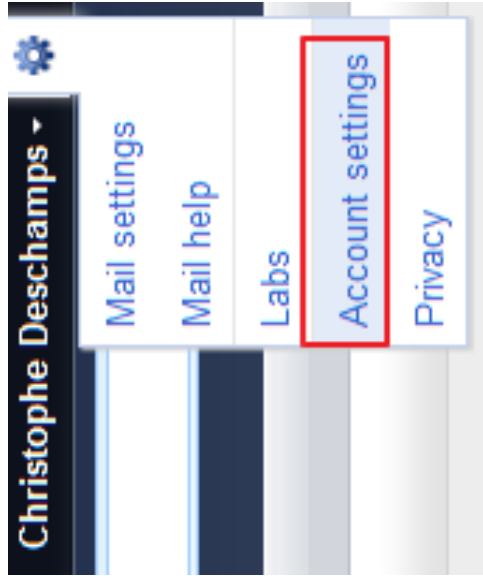 Christophe Deschamps
Mail settings
Mail help
Labs
Account settings
Privacy